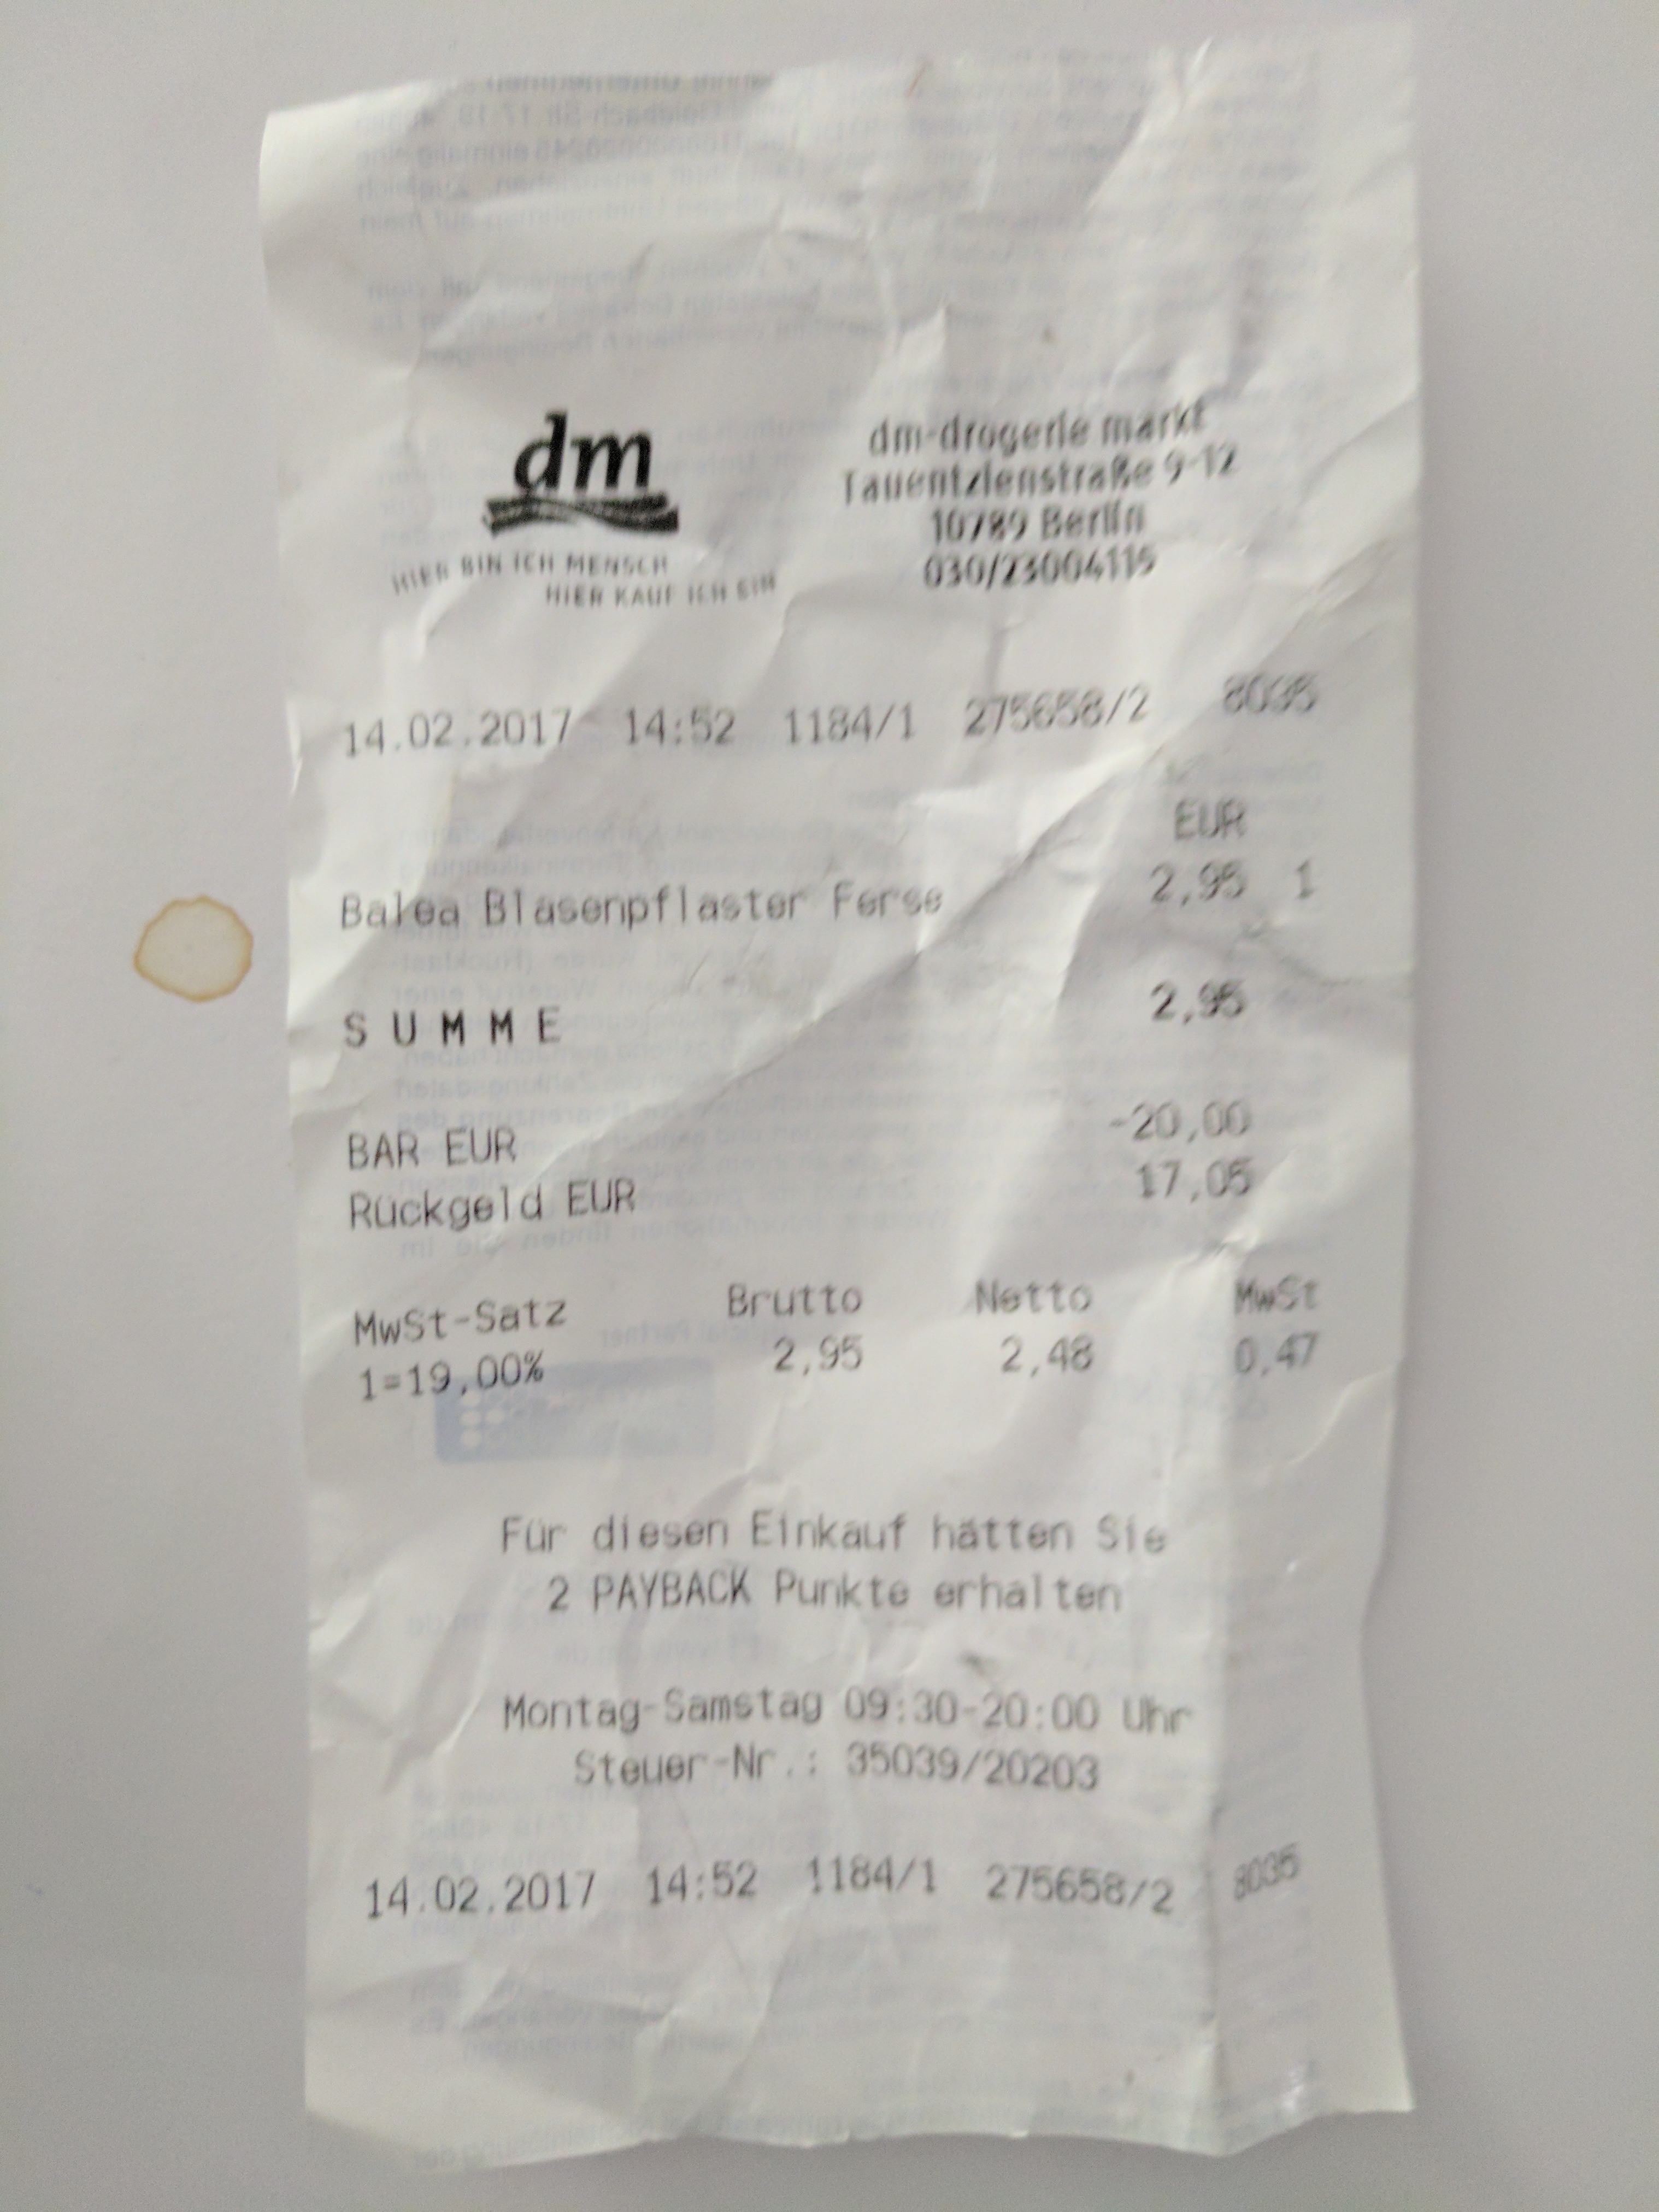 dm
HIER BIN ICH MENSCH
HIER KAUF ICH EIN
dm-drogerie markt
Tauentzienstraße 9-12
10789 Berlin
030/23004115
14.02.2017 14:52 1184/1 275658/2 8035
EUR
Balea Blasenpflaster Ferse 2,95 1
SUMME 2,95
BAR EUR -20,00
Rückgeld EUR 17,05
MwSt-Satz Brutto Netto MwSt
1=19,00% 2,95 2,48 0,47
Für diesen Einkauf hätten Sie
2 PAYBACK Punkte erhalten
Montag-Samstag 09:30-20:00 Uhr
Steuer-Nr.: 35039/20203
14.02.2017 14:52 1184/1 275658/2 8035